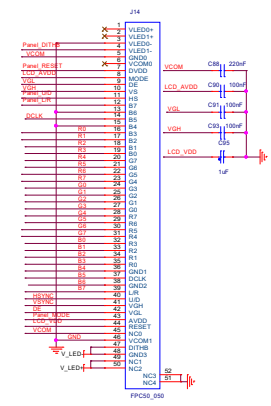 J14
1 VLED0+
2 VLED1+
Panel_DITHB 3 VLED0-
4 VLED1-
VCOM 5 GND0
6 VCOM0
Panel_RESET 7 DVDD
LCD_AVDD 8 MODE
VGL 9 DE
VGH 10 VS
11 HS
Panel_L/R 12 B7
13 B6
DCLK 14 B5
15 B4
R0 16 B3
R1 17 B2
R2 18 B1
R3 19 B0
R4 20 G7
R5 21 G6
R6 22 G5
R7 23 G4
G0 24 G3
G1 25 G2
G2 26 G1
G3 27 G0
G4 28 R7
G5 29 R6
G6 30 R5
G7 31 R4
B0 32 R3
B1 33 R2
B2 34 R1
B3 35 R0
B4 36 GND1
B5 37 DCLK
B6 38 GND2
B7 39 L/R
HSYNC 40 U/D
VSYNC 41 VGH
DE 42 VGL
Panel_MODE 43 AVDD
LCD_VDD 44 RESET
VCOM 45 NC0
GND 46 VCOM1
47 DITHB
V_LED- 48 GND3
49 NC1
V_LED+ 50 NC2
52 NC3
51 NC4
FPC50_050
VCOM C88 220nF
LCD_AVDD C90 100nF
VGL C91 100nF
VGH C93 100nF
LCD_VDD C95
1uF